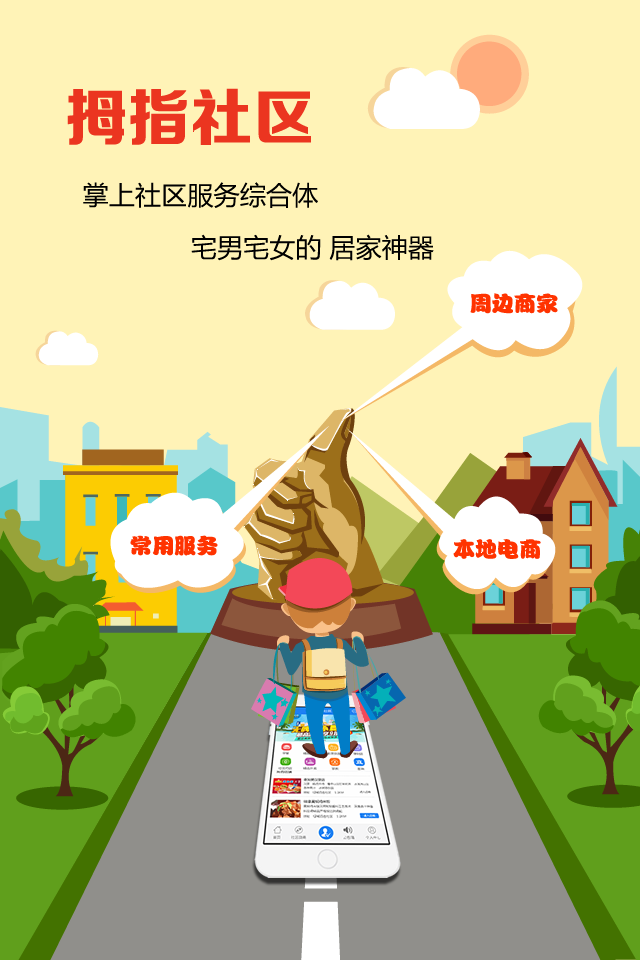 拇指社区
掌上社区服务综合体
宅男宅女的 居家神器
周边商家
常用服务
本地电商